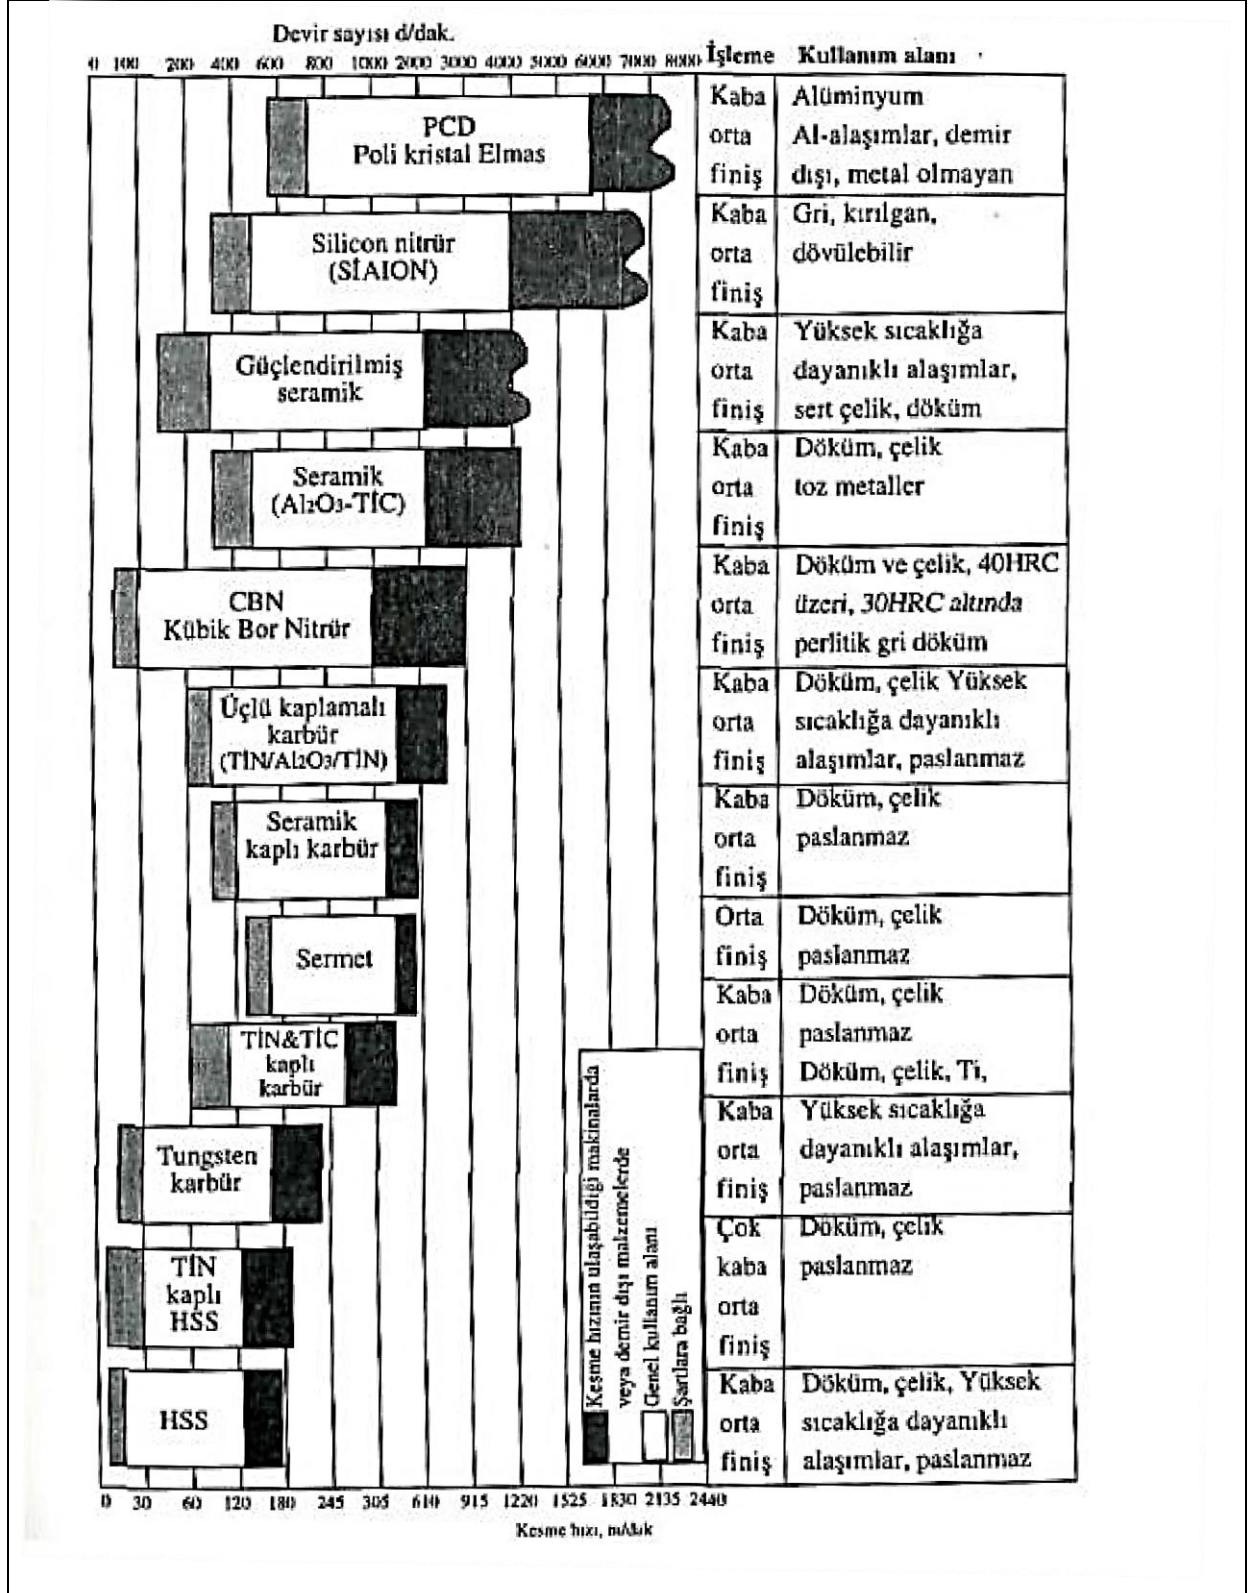 Devir sayısı d/dak.
0 100 200 400 600 800 1000 2000 3000 4000 5000 6000 7000 8000 İşleme Kullanım alanı
PCD
Poli kristal Elmas
Kaba Alüminyum
orta Al-alaşımlar, demir
finiş dışı, metal olmayan
Silicon nitrür
(SİAION)
Kaba Gri, kırılgan,
orta dövülebilir
finiş
Güçlendirilmiş
seramik
Kaba Yüksek sıcaklığa
orta dayanıklı alaşımlar,
finiş sert çelik, döküm
Seramik
(Al2O3-TİC)
Kaba Döküm, çelik
orta toz metaller
finiş
CBN
Kübik Bor Nitrür
Kaba Döküm ve çelik, 40HRC
orta üzeri, 30HRC altında
finiş perlitik gri döküm
Üçlü kaplamalı
karbür
(TİN/Al2O3/TİN)
Kaba Döküm, çelik Yüksek
orta sıcaklığa dayanıklı
finiş alaşımlar, paslanmaz
Seramik
kaplı karbür
Kaba Döküm, çelik
orta paslanmaz
finiş
Sermet
Orta Döküm, çelik
finiş paslanmaz
TİN&TİC
kaplı
karbür
Kaba Döküm, çelik
orta paslanmaz
finiş Döküm, çelik, Ti,
Tungsten
karbür
Kaba Yüksek sıcaklığa
orta dayanıklı alaşımlar,
finiş paslanmaz
TİN
kaplı
HSS
Çok Döküm, çelik
kaba paslanmaz
orta
finiş
HSS
Kaba Döküm, çelik, Yüksek
orta sıcaklığa dayanıklı
finiş alaşımlar, paslanmaz
Kesme hızının ulaşabildiği makinalarda
veya demir dışı malzemelerde
Genel kullanım alanı
Şartlara bağlı
0 30 60 120 180 245 305 610 915 1220 1525 1830 2135 2440
Kesme hızı, m/dak